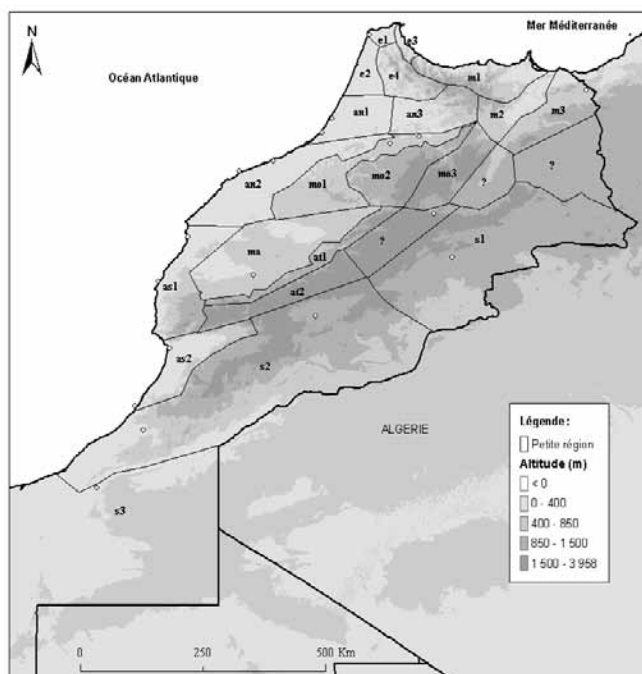 Mer Méditerranée
N
Océan Atlantique
e1
e3
e2
e4
m1
an1
an3
m2
m3
an2
mo1
mo2
mo3
?
?
ma
at1
?
s1
as1
at2
as2
s2
ALGERIE
s3
Légende :
Petite région
Altitude (m)
< 0
0 - 400
400 - 850
850 - 1 500
1 500 - 3 958
0 250 500 Km